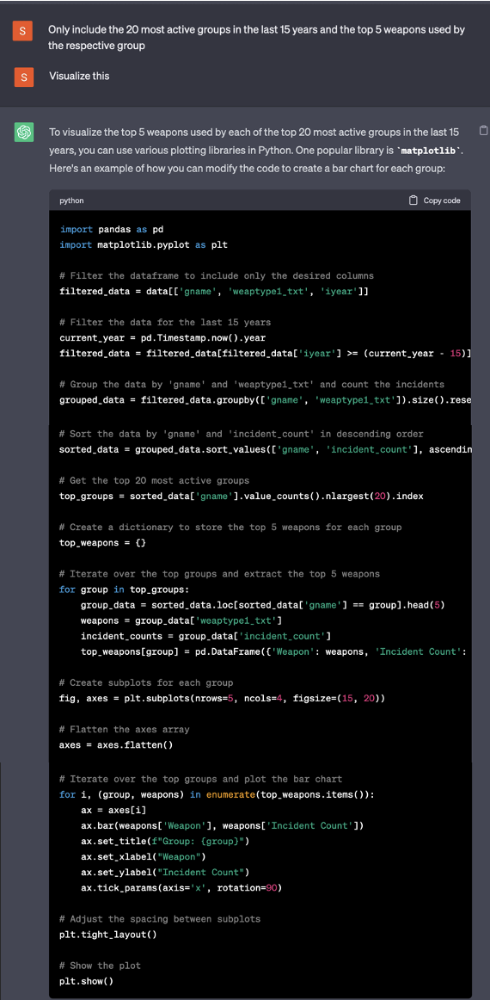 S
Only include the 20 most active groups in the last 15 years and the top 5 weapons used by
the respective group
S
Visualize this
To visualize the top 5 weapons used by each of the top 20 most active groups in the last 15
years, you can use various plotting libraries in Python. One popular library is `matplotlib`.
Here's an example of how you can modify the code to create a bar chart for each group:
python
Copy code
import pandas as pd
import matplotlib.pyplot as plt
# Filter the dataframe to include only the desired columns
filtered_data = data[['gname', 'weaptype1_txt', 'iyear']]
# Filter the data for the last 15 years
current_year = pd.Timestamp.now().year
filtered_data = filtered_data[filtered_data['iyear'] >= (current_year - 15)]
# Group the data by 'gname' and 'weaptype1_txt' and count the incidents
grouped_data = filtered_data.groupby(['gname', 'weaptype1_txt']).size().rese
# Sort the data by 'gname' and 'incident_count' in descending order
sorted_data = grouped_data.sort_values(['gname', 'incident_count'], ascendin
# Get the top 20 most active groups
top_groups = sorted_data['gname'].value_counts().nlargest(20).index
# Create a dictionary to store the top 5 weapons for each group
top_weapons = {}
# Iterate over the top groups and extract the top 5 weapons
for group in top_groups:
    group_data = sorted_data.loc[sorted_data['gname'] == group].head(5)
    weapons = group_data['weaptype1_txt']
    incident_counts = group_data['incident_count']
    top_weapons[group] = pd.DataFrame({'Weapon': weapons, 'Incident Count':
# Create subplots for each group
fig, axes = plt.subplots(nrows=5, ncols=4, figsize=(15, 20))
# Flatten the axes array
axes = axes.flatten()
# Iterate over the top groups and plot the bar chart
for i, (group, weapons) in enumerate(top_weapons.items()):
    ax = axes[i]
    ax.bar(weapons['Weapon'], weapons['Incident Count'])
    ax.set_title(f"Group: {group}")
    ax.set_xlabel("Weapon")
    ax.set_ylabel("Incident Count")
    ax.tick_params(axis='x', rotation=90)
# Adjust the spacing between subplots
plt.tight_layout()
# Show the plot
plt.show()